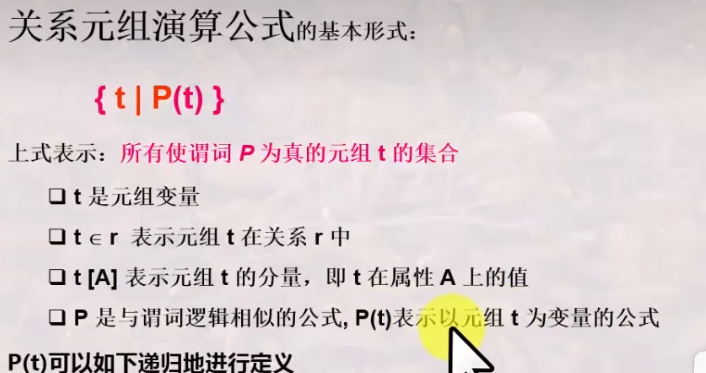 关系元组演算公式的基本形式：
{ t | P(t) }
上式表示：所有使谓词 P 为真的元组 t 的集合
❑ t 是元组变量
❑ t ∈ r 表示元组 t 在关系 r 中
❑ t [A] 表示元组 t 的分量，即 t 在属性 A 上的值
❑ P 是与谓词逻辑相似的公式, P(t)表示以元组 t 为变量的公式
P(t)可以如下递归地进行定义